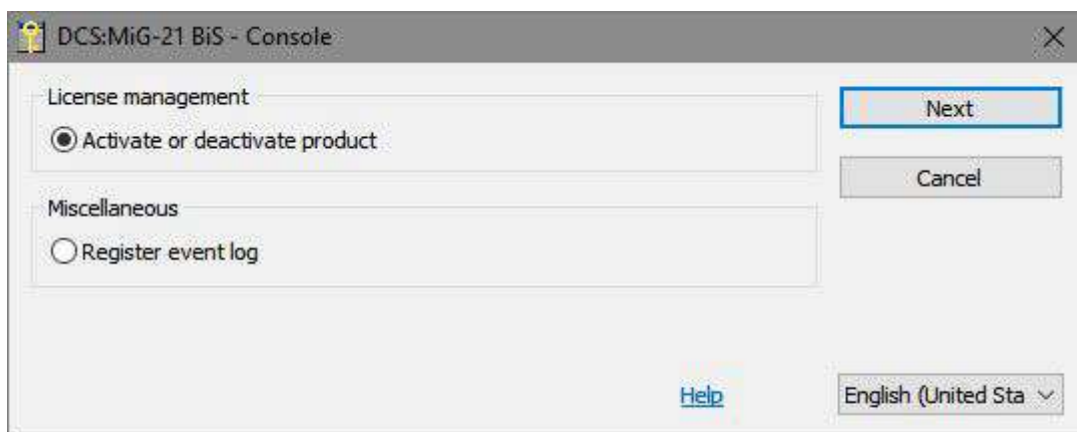 DCS:MiG-21 BiS - Console
License management
Activate or deactivate product
Next
Cancel
Miscellaneous
Register event log
Help
English (United Sta